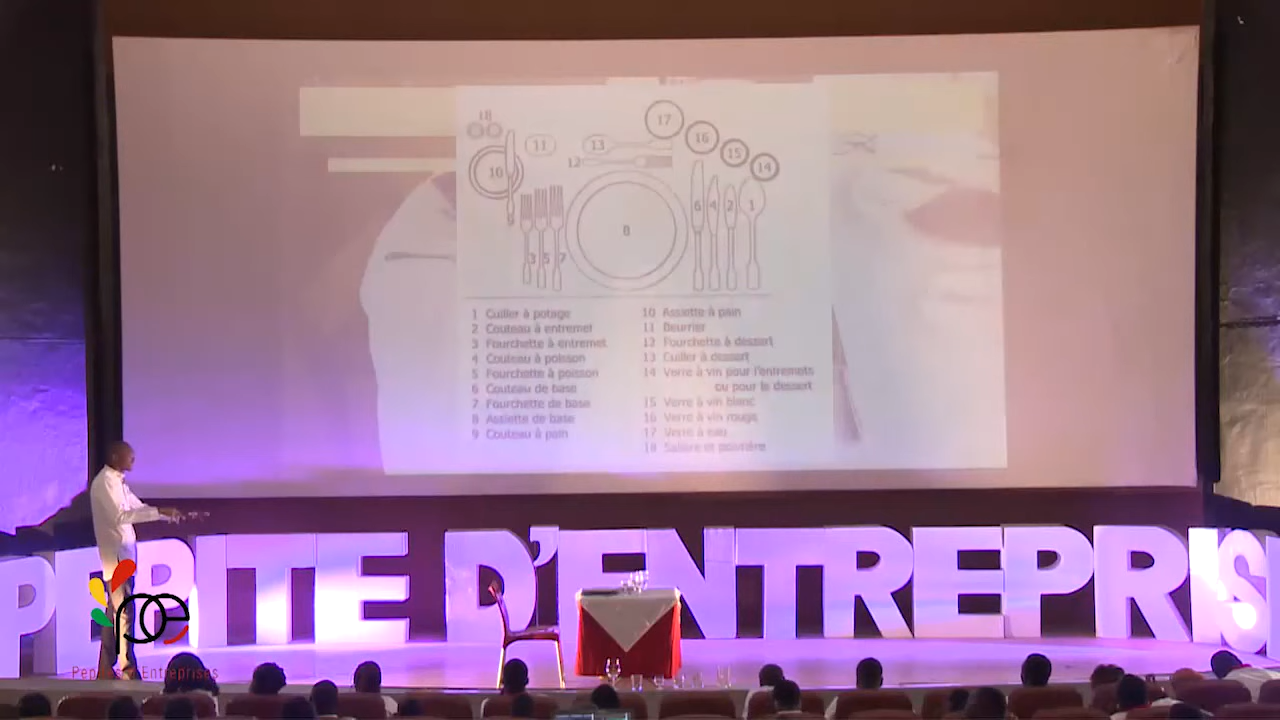 18
17
16
15
14
13
12
11
10
6 4 2 1
8
3 5 7
1 Cuiller à potage
2 Couteau à entremet
3 Fourchette à entremet
4 Couteau à poisson
5 Fourchette à poisson
6 Couteau de base
7 Fourchette de base
8 Assiette de base
9 Couteau à pain
10 Assiette à pain
11 Beurrier
12 Fourchette à dessert
13 Cuiller à dessert
14 Verre à vin pour l'entremets
ou pour le dessert
15 Verre à vin blanc
16 Verre à vin rouge
17 Verre à eau
18 Salière et poivrière
PEPITE D'ENTREPRIS
pe
Entreprises